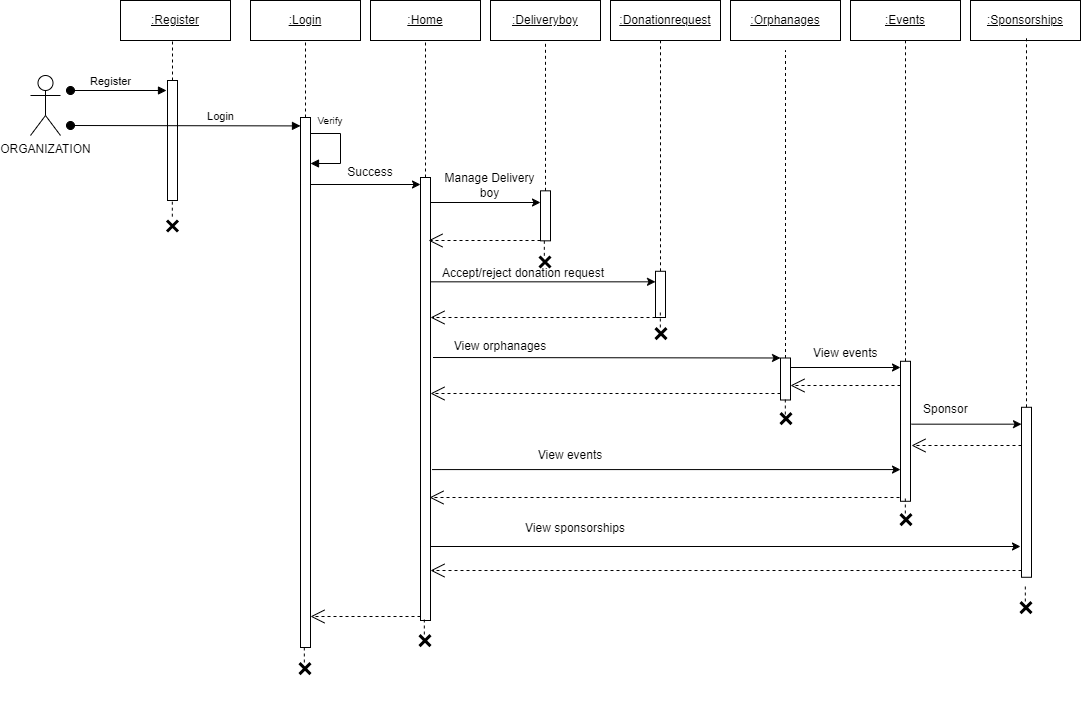 :Register
:Login
:Home
:Deliveryboy
:Donationrequest
:Orphanages
:Events
:Sponsorships
Register
Login
Verify
ORGANIZATION
Success
Manage Delivery
boy
Accept/reject donation request
View orphanages
View events
Sponsor
View events
View sponsorships